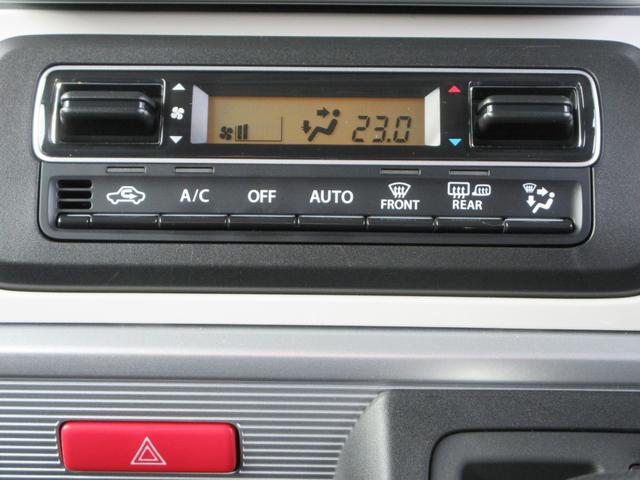 23.0
A/C OFF AUTO FRONT REAR